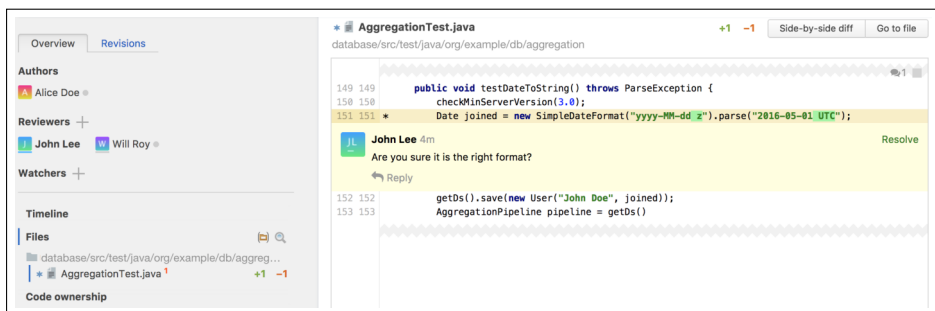 Overview
Revisions
Authors
A Alice Doe
Reviewers
J John Lee W Will Roy
Watchers
Timeline
Files
database/src/test/java/org/example/db/aggreg...
* AggregationTest.java 1 +1 −1
Code ownership
* AggregationTest.java +1 −1 Side-by-side diff Go to file
database/src/test/java/org/example/db/aggregation
1
149 149 public void testDateToString() throws ParseException {
150 150 checkMinServerVersion(3.0);
151 151 * Date joined = new SimpleDateFormat("yyyy-MM-dd z").parse("2016-05-01 UTC");
JL John Lee 4m Resolve
Are you sure it is the right format?
Reply
152 152 getDs().save(new User("John Doe", joined));
153 153 AggregationPipeline pipeline = getDs()